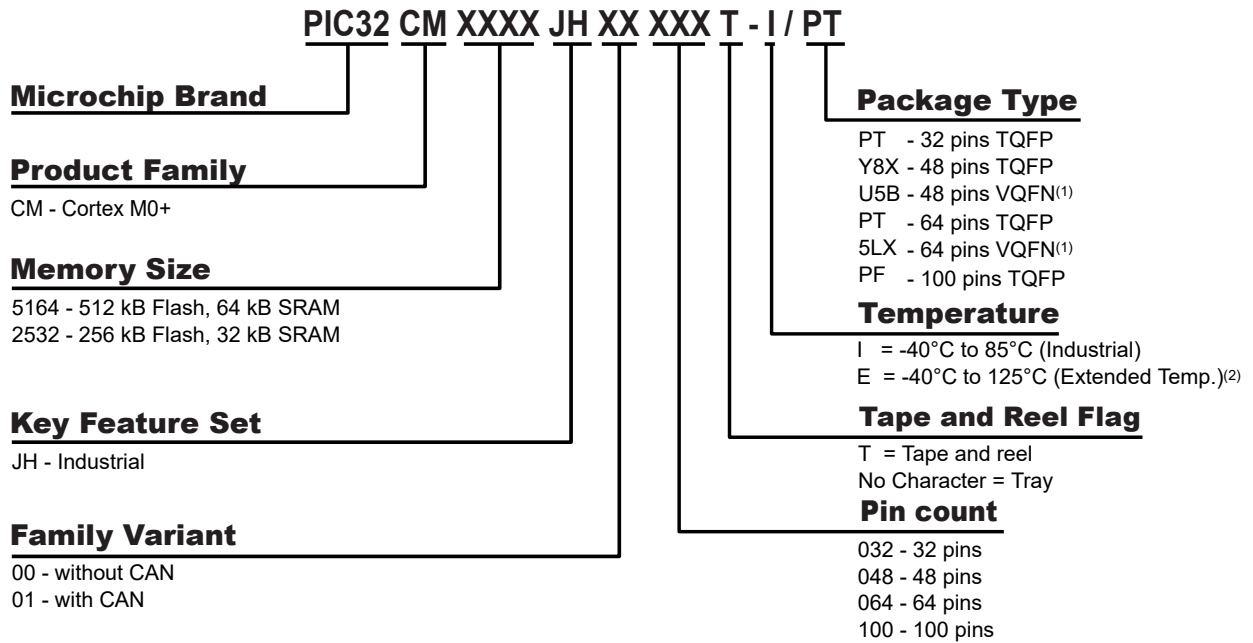 PIC32 CM XXXX JH XX XXX T - I / PT
Microchip Brand
Product Family
CM - Cortex M0+
Memory Size
5164 - 512 kB Flash, 64 kB SRAM
2532 - 256 kB Flash, 32 kB SRAM
Key Feature Set
JH - Industrial
Family Variant
00 - without CAN
01 - with CAN
Package Type
PT - 32 pins TQFP
Y8X - 48 pins TQFP
U5B - 48 pins VQFN(1)
PT - 64 pins TQFP
5LX - 64 pins VQFN(1)
PF - 100 pins TQFP
Temperature
I = -40°C to 85°C (Industrial)
E = -40°C to 125°C (Extended Temp.)(2)
Tape and Reel Flag
T = Tape and reel
No Character = Tray
Pin count
032 - 32 pins
048 - 48 pins
064 - 64 pins
100 - 100 pins